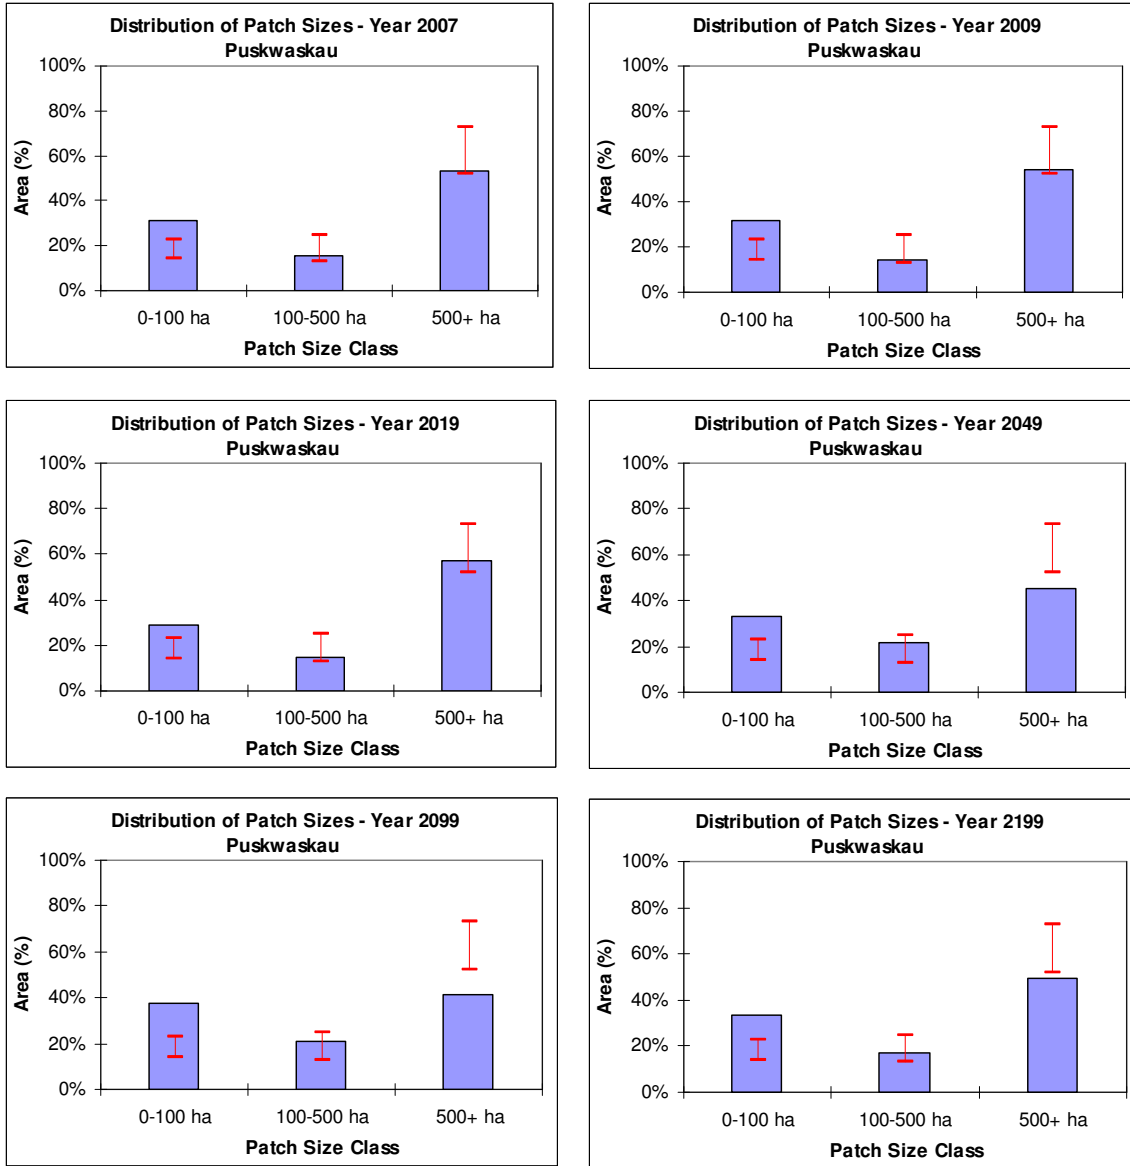 Distribution of Patch Sizes - Year 2007
Puskwaskau
100%
80%
60%
40%
20%
0%
Area (%)
0-100 ha 100-500 ha 500+ ha
Patch Size Class
Distribution of Patch Sizes - Year 2009
Puskwaskau
100%
80%
60%
40%
20%
0%
Area (%)
0-100 ha 100-500 ha 500+ ha
Patch Size Class
Distribution of Patch Sizes - Year 2019
Puskwaskau
100%
80%
60%
40%
20%
0%
Area (%)
0-100 ha 100-500 ha 500+ ha
Patch Size Class
Distribution of Patch Sizes - Year 2049
Puskwaskau
100%
80%
60%
40%
20%
0%
Area (%)
0-100 ha 100-500 ha 500+ ha
Patch Size Class
Distribution of Patch Sizes - Year 2099
Puskwaskau
100%
80%
60%
40%
20%
0%
Area (%)
0-100 ha 100-500 ha 500+ ha
Patch Size Class
Distribution of Patch Sizes - Year 2199
Puskwaskau
100%
80%
60%
40%
20%
0%
Area (%)
0-100 ha 100-500 ha 500+ ha
Patch Size Class